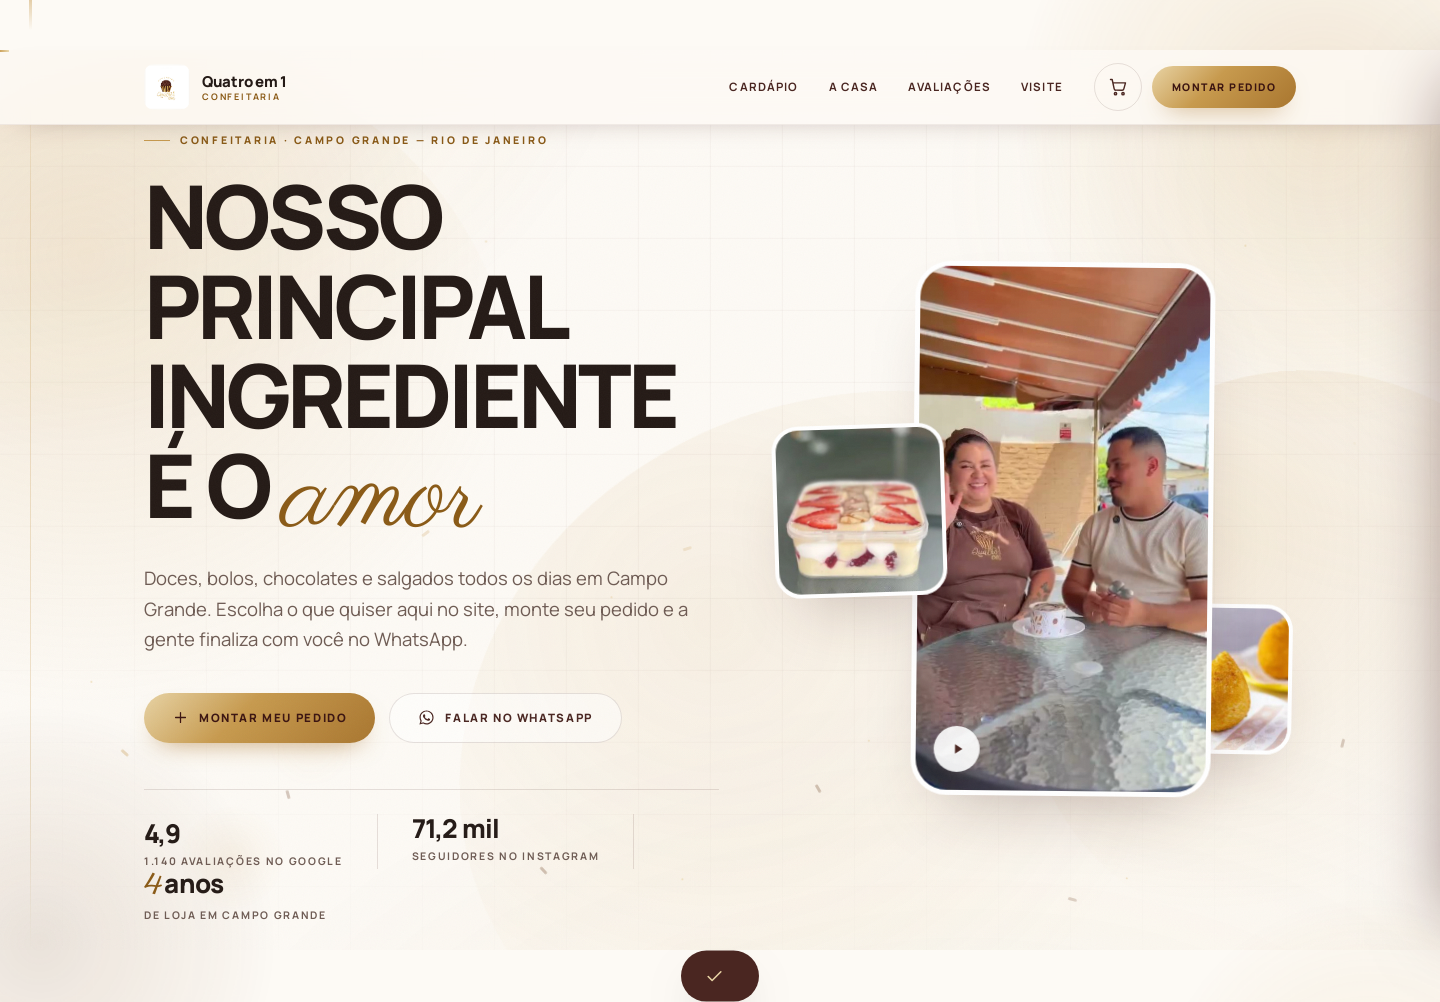 Quatro em 1
CONFEITARIA
CARDÁPIO
A CASA
AVALIAÇÕES
VISITE
MONTAR PEDIDO
CONFEITARIA · CAMPO GRANDE — RIO DE JANEIRO
NOSSO
PRINCIPAL
INGREDIENTE
É O amor
Doces, bolos, chocolates e salgados todos os dias em Campo
Grande. Escolha o que quiser aqui no site, monte seu pedido e a
gente finaliza com você no WhatsApp.
MONTAR MEU PEDIDO
FALAR NO WHATSAPP
4,9
1.140 AVALIAÇÕES NO GOOGLE
71,2 mil
SEGUIDORES NO INSTAGRAM
4 anos
DE LOJA EM CAMPO GRANDE